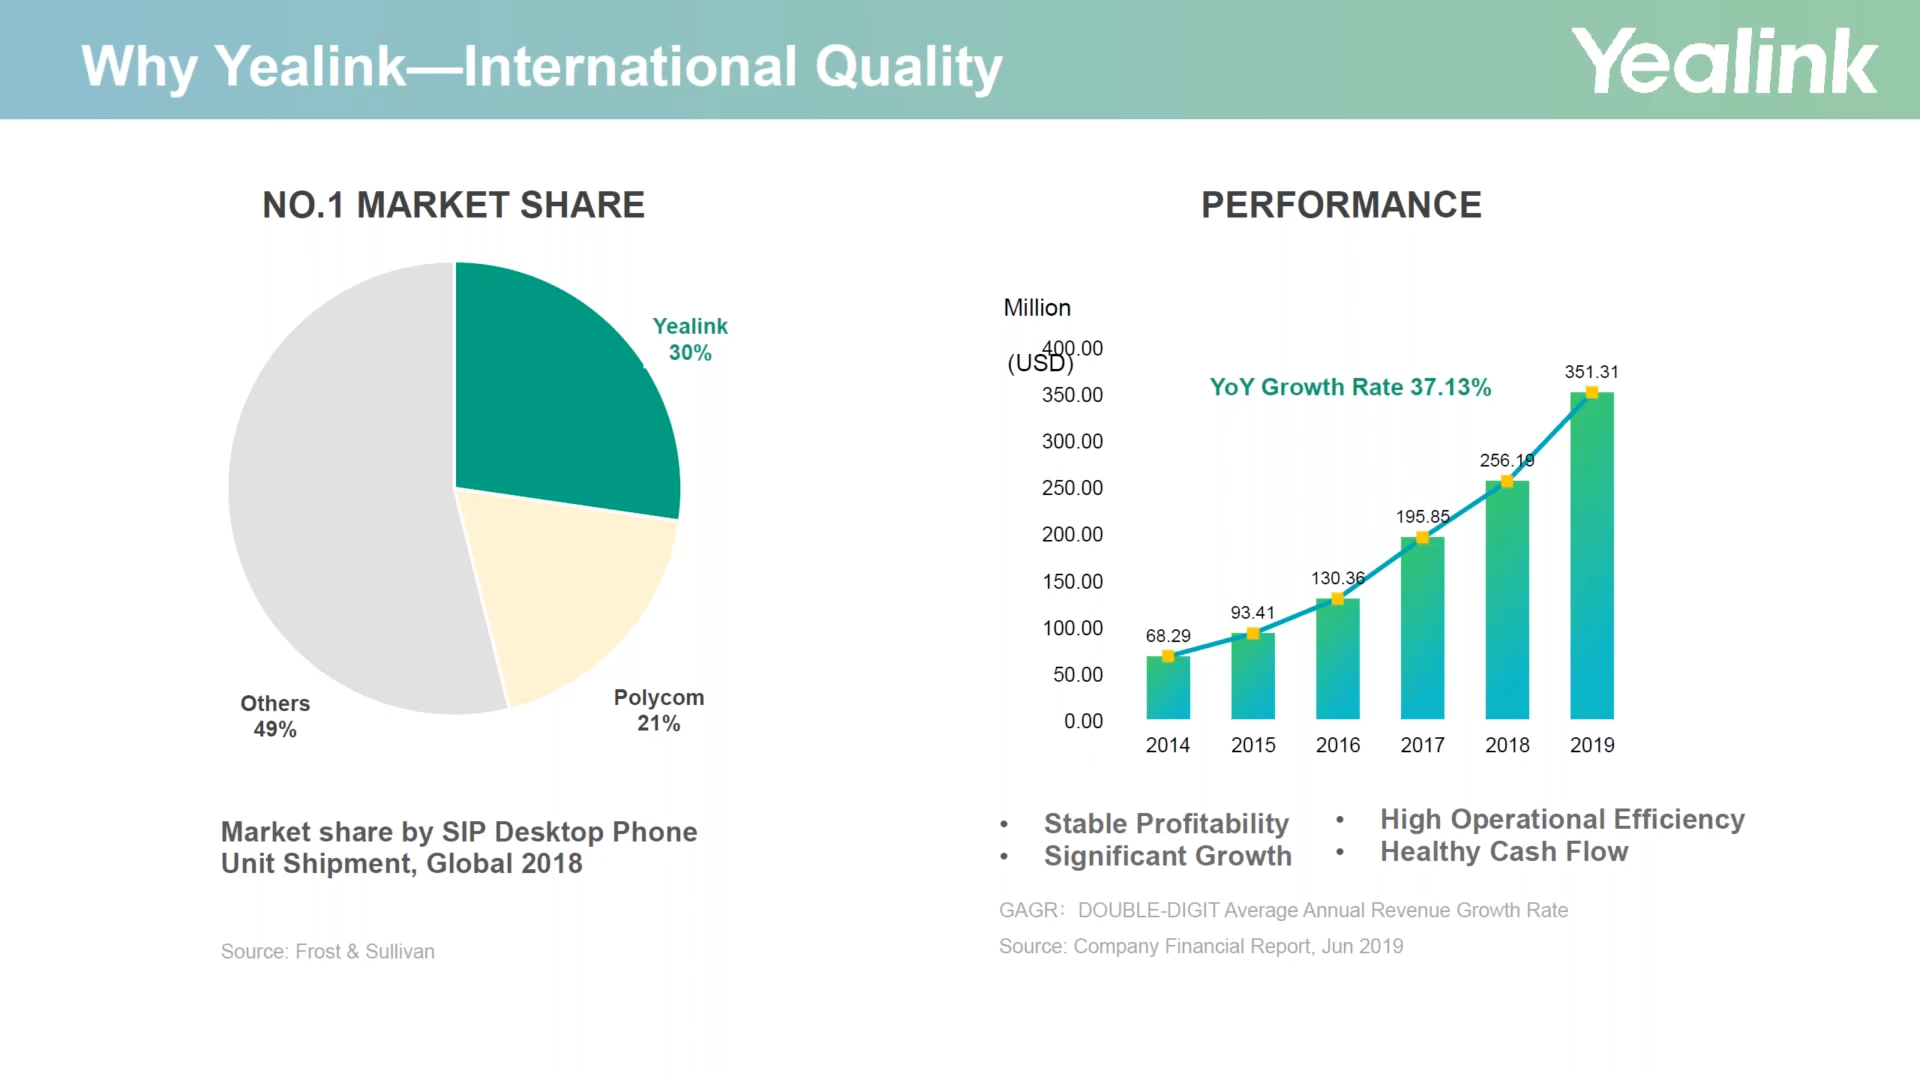 Why Yealink—International Quality
Yealink
NO.1 MARKET SHARE
Yealink
30%
Polycom
21%
Others
49%
Market share by SIP Desktop Phone
Unit Shipment, Global 2018
Source: Frost & Sullivan
PERFORMANCE
Million
(USD)
400.00
350.00
300.00
250.00
200.00
150.00
100.00
50.00
0.00
YoY Growth Rate 37.13%
68.29
93.41
130.36
195.85
256.19
351.31
2014 2015 2016 2017 2018 2019
• Stable Profitability
• Significant Growth
• High Operational Efficiency
• Healthy Cash Flow
GAGR：DOUBLE-DIGIT Average Annual Revenue Growth Rate
Source: Company Financial Report, Jun 2019